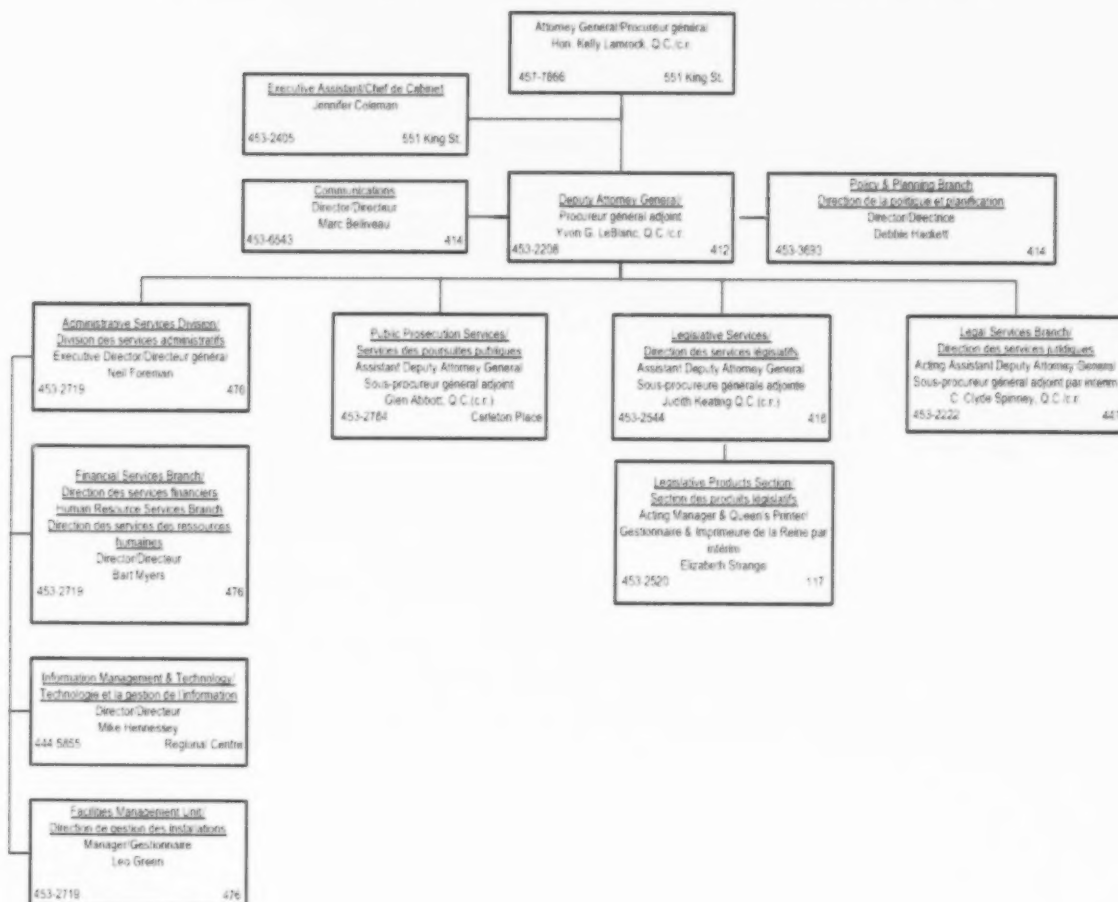 Attorney General/Procureur général
Hon. Kelly Lamrock, Q.C./c.r.
457-7866 551 King St.
Executive Assistant/Chef de Cabinet
Jennifer Coleman
453-2405 551 King St.
Communications
Director/Directeur
Marc Belliveau
453-6543 414
Deputy Attorney General/
Procureur général adjoint
Yvon G. LeBlanc, Q.C./c.r.
453-2208 412
Policy & Planning Branch
Direction de la politique et planification
Director/Directrice
Debbie Hackett
453-3693 414
Administrative Services Division/
Division des services administratifs
Executive Director/Directeur général
Neil Foreman
453-2719 476
Public Prosecution Services/
Services des poursuites publiques
Assistant Deputy Attorney General
Sous-procureur général adjoint
Glen Abbott, Q.C.(c.r.)
453-2784 Carleton Place
Legislative Services/
Direction des services législatifs
Assistant Deputy Attorney General
Sous-procureure générale adjointe
Judith Keating Q.C.(c.r.)
453-2544 416
Legal Services Branch/
Direction des services juridiques
Acting Assistant Deputy Attorney General
Sous-procureur général adjoint par
C. Clyde Spinney, Q.C./c.r.
453-2222
Financial Services Branch/
Direction des services financiers
Human Resource Services Branch
Direction des services des ressources
humaines
Director/Directeur
Bart Myers
453-2719 476
Legislative Products Section/
Section des produits législatifs
Acting Manager & Queen's Printer/
Gestionnaire & Imprimeure de la Reine par
intérim
Elizabeth Strange
453-2520 117
Information Management & Technology/
Technologie et la gestion de l'information
Director/Directeur
Mike Hennessey
444-5855 Regional Centre
Facilities Management Unit/
Direction de gestion des installations
Manager/Gestionnaire
Leo Green
453-2719 476